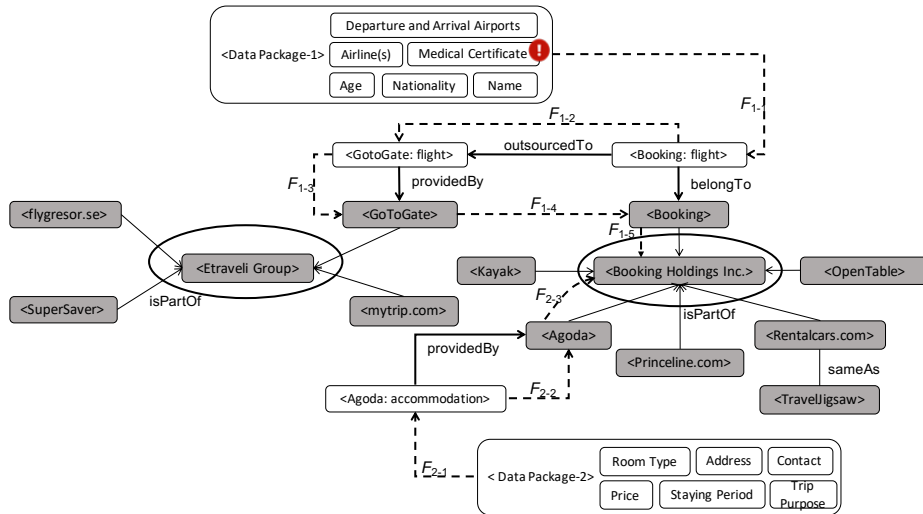 Departure and Arrival Airports
<Data Package-1>
Airline(s)
Medical Certificate
!
Age
Nationality
Name
F1-1
F1-2
<GotoGate: flight>
outsourcedTo
<Booking: flight>
F1-3
providedBy
belongTo
<flygresor.se>
<GoToGate>
F1-4
<Booking>
F1-5
<Etraveli Group>
<Kayak>
<Booking Holdings Inc.>
<OpenTable>
isPartOf
F2-3
<SuperSaver>
<mytrip.com>
isPartOf
providedBy
<Agoda>
<Princeline.com>
<Rentalcars.com>
sameAs
<Agoda: accommodation>
F2-2
<TravelJigsaw>
F2-1
< Data Package-2>
Room Type
Address
Contact
Price
Staying Period
Trip
Purpose